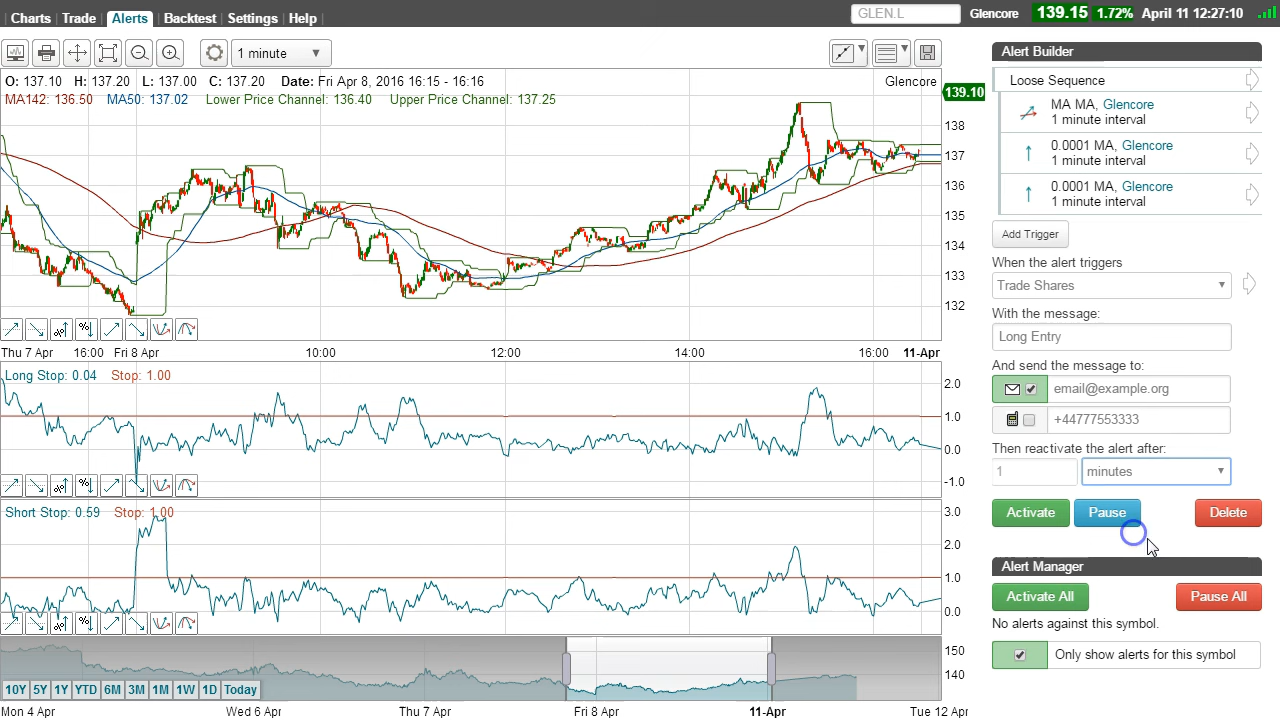 Charts Trade Alerts Backtest Settings Help
GLEN.L Glencore 139.15 1.72% April 11 12:27:10
1 minute
O: 137.10 H: 137.20 L: 137.00 C: 137.20 Date: Fri Apr 8, 2016 16:15 - 16:16
Glencore
MA142: 136.50 MA50: 137.02 Lower Price Channel: 136.40 Upper Price Channel: 137.25
139.10
138
137
136
135
134
133
132
Thu 7 Apr 16:00 Fri 8 Apr 10:00 12:00 14:00 16:00 11-Apr
Long Stop: 0.04 Stop: 1.00
2.0
1.0
0.0
-1.0
Short Stop: 0.59 Stop: 1.00
3.0
2.0
1.0
0.0
150
140
10Y 5Y 1Y YTD 6M 3M 1M 1W 1D Today
Mon 4 Apr Wed 6 Apr Thu 7 Apr Fri 8 Apr 11-Apr Tue 12 Apr
Alert Builder
Loose Sequence
MA MA, Glencore
1 minute interval
0.0001 MA, Glencore
1 minute interval
0.0001 MA, Glencore
1 minute interval
Add Trigger
When the alert triggers
Trade Shares
With the message:
Long Entry
And send the message to:
email@example.org
+44777553333
Then reactivate the alert after:
1 minutes
Activate Pause Delete
Alert Manager
Activate All Pause All
No alerts against this symbol.
Only show alerts for this symbol